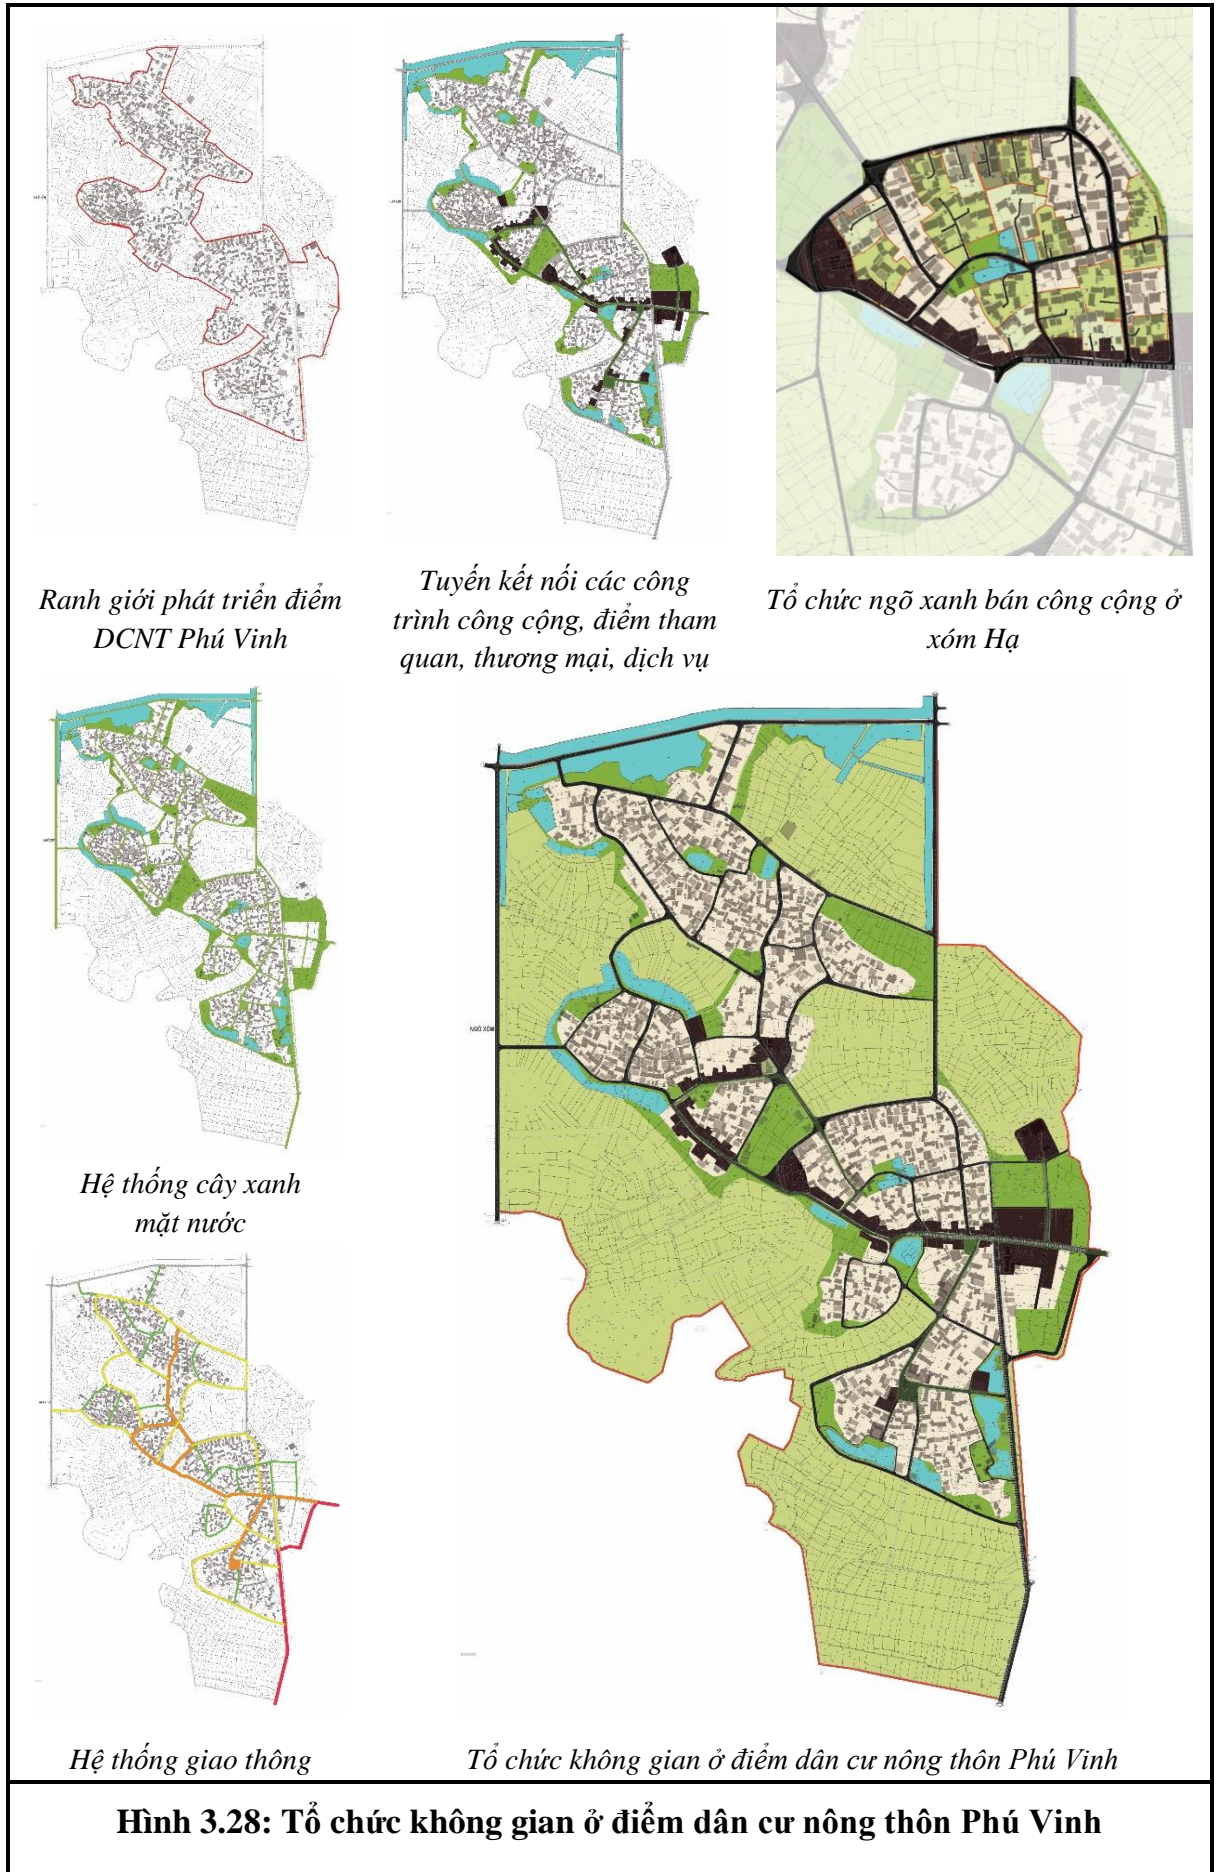 Ranh giới phát triển điểm
DCNT Phú Vinh
Tuyến kết nối các công
trình công cộng, điểm tham
quan, thương mại, dịch vụ
Tổ chức ngõ xanh bán công cộng ở
xóm Hạ
Hệ thống cây xanh
mặt nước
NGÕ XÓM
Hệ thống giao thông
Tổ chức không gian ở điểm dân cư nông thôn Phú Vinh
Hình 3.28: Tổ chức không gian ở điểm dân cư nông thôn Phú Vinh